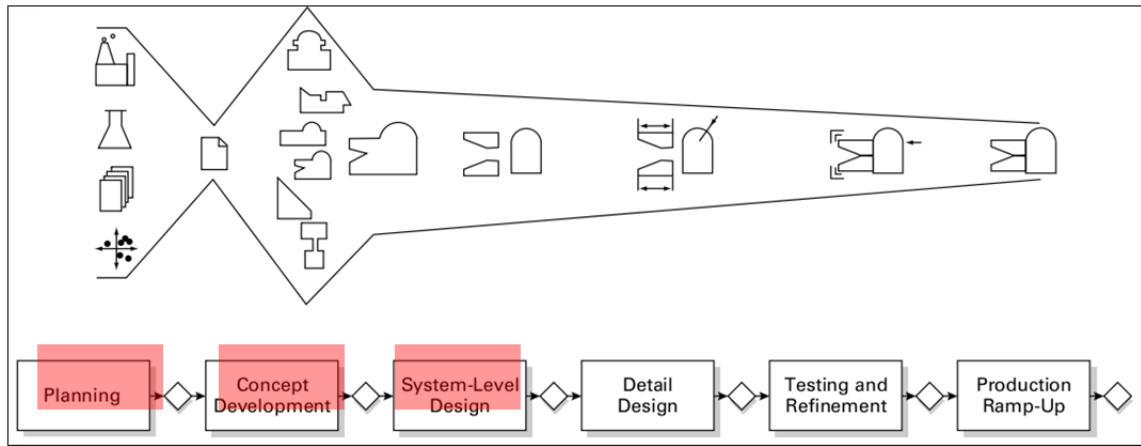 Planning
Concept
Development
System-Level
Design
Detail
Design
Testing and
Refinement
Production
Ramp-Up